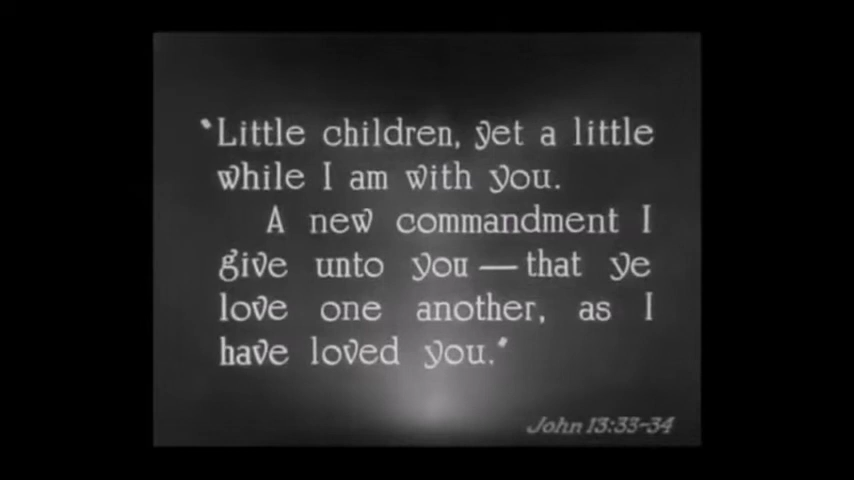 "Little children, yet a little
while I am with you.
A new commandment I
give unto you — that ye
love one another, as I
have loved you."
John 13:33-34